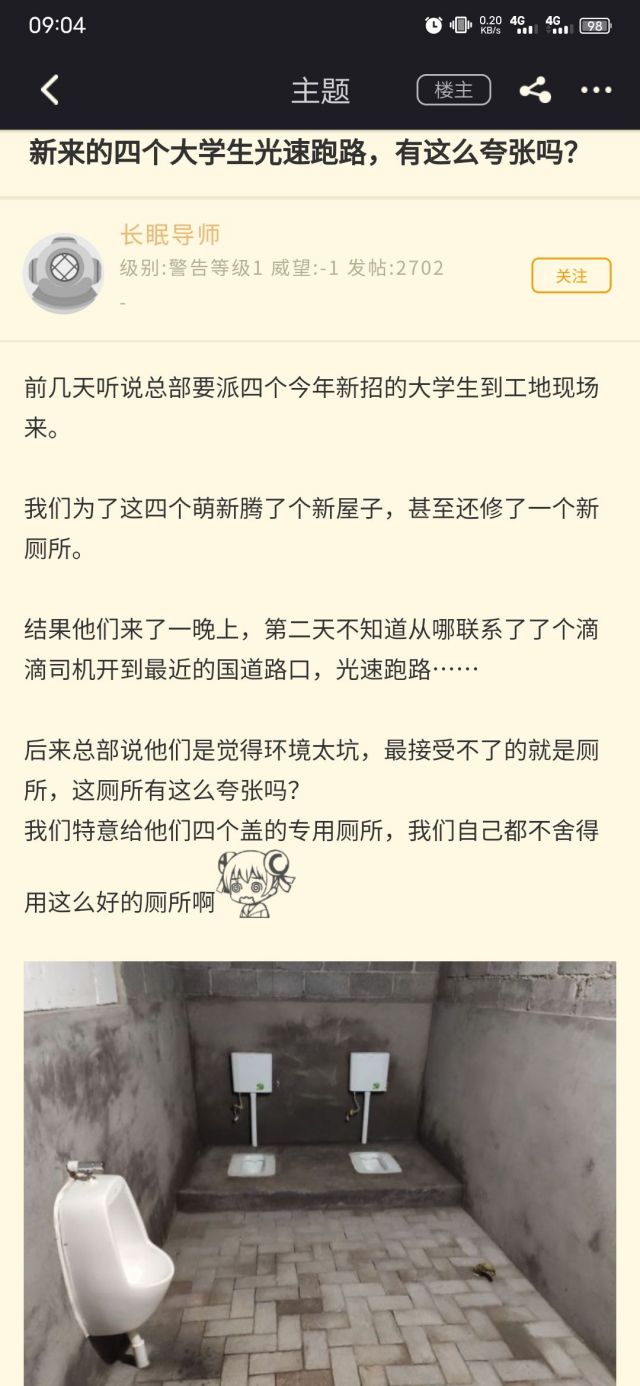 09:04
0.20
KB/s
4G
4G
98
主题
楼主
新来的四个大学生光速跑路，有这么夸张吗？
长眠导师
级别:警告等级1 威望:-1 发帖:2702
-
关注
前几天听说总部要派四个今年新招的大学生到工地现场
来。
我们为了这四个萌新腾了个新屋子，甚至还修了一个新
厕所。
结果他们来了一晚上，第二天不知道从哪联系了了个滴
滴司机开到最近的国道路口，光速跑路……
后来总部说他们是觉得环境太坑，最接受不了的就是厕
所，这厕所有这么夸张吗？
我们特意给他们四个盖的专用厕所，我们自己都不舍得
用这么好的厕所啊